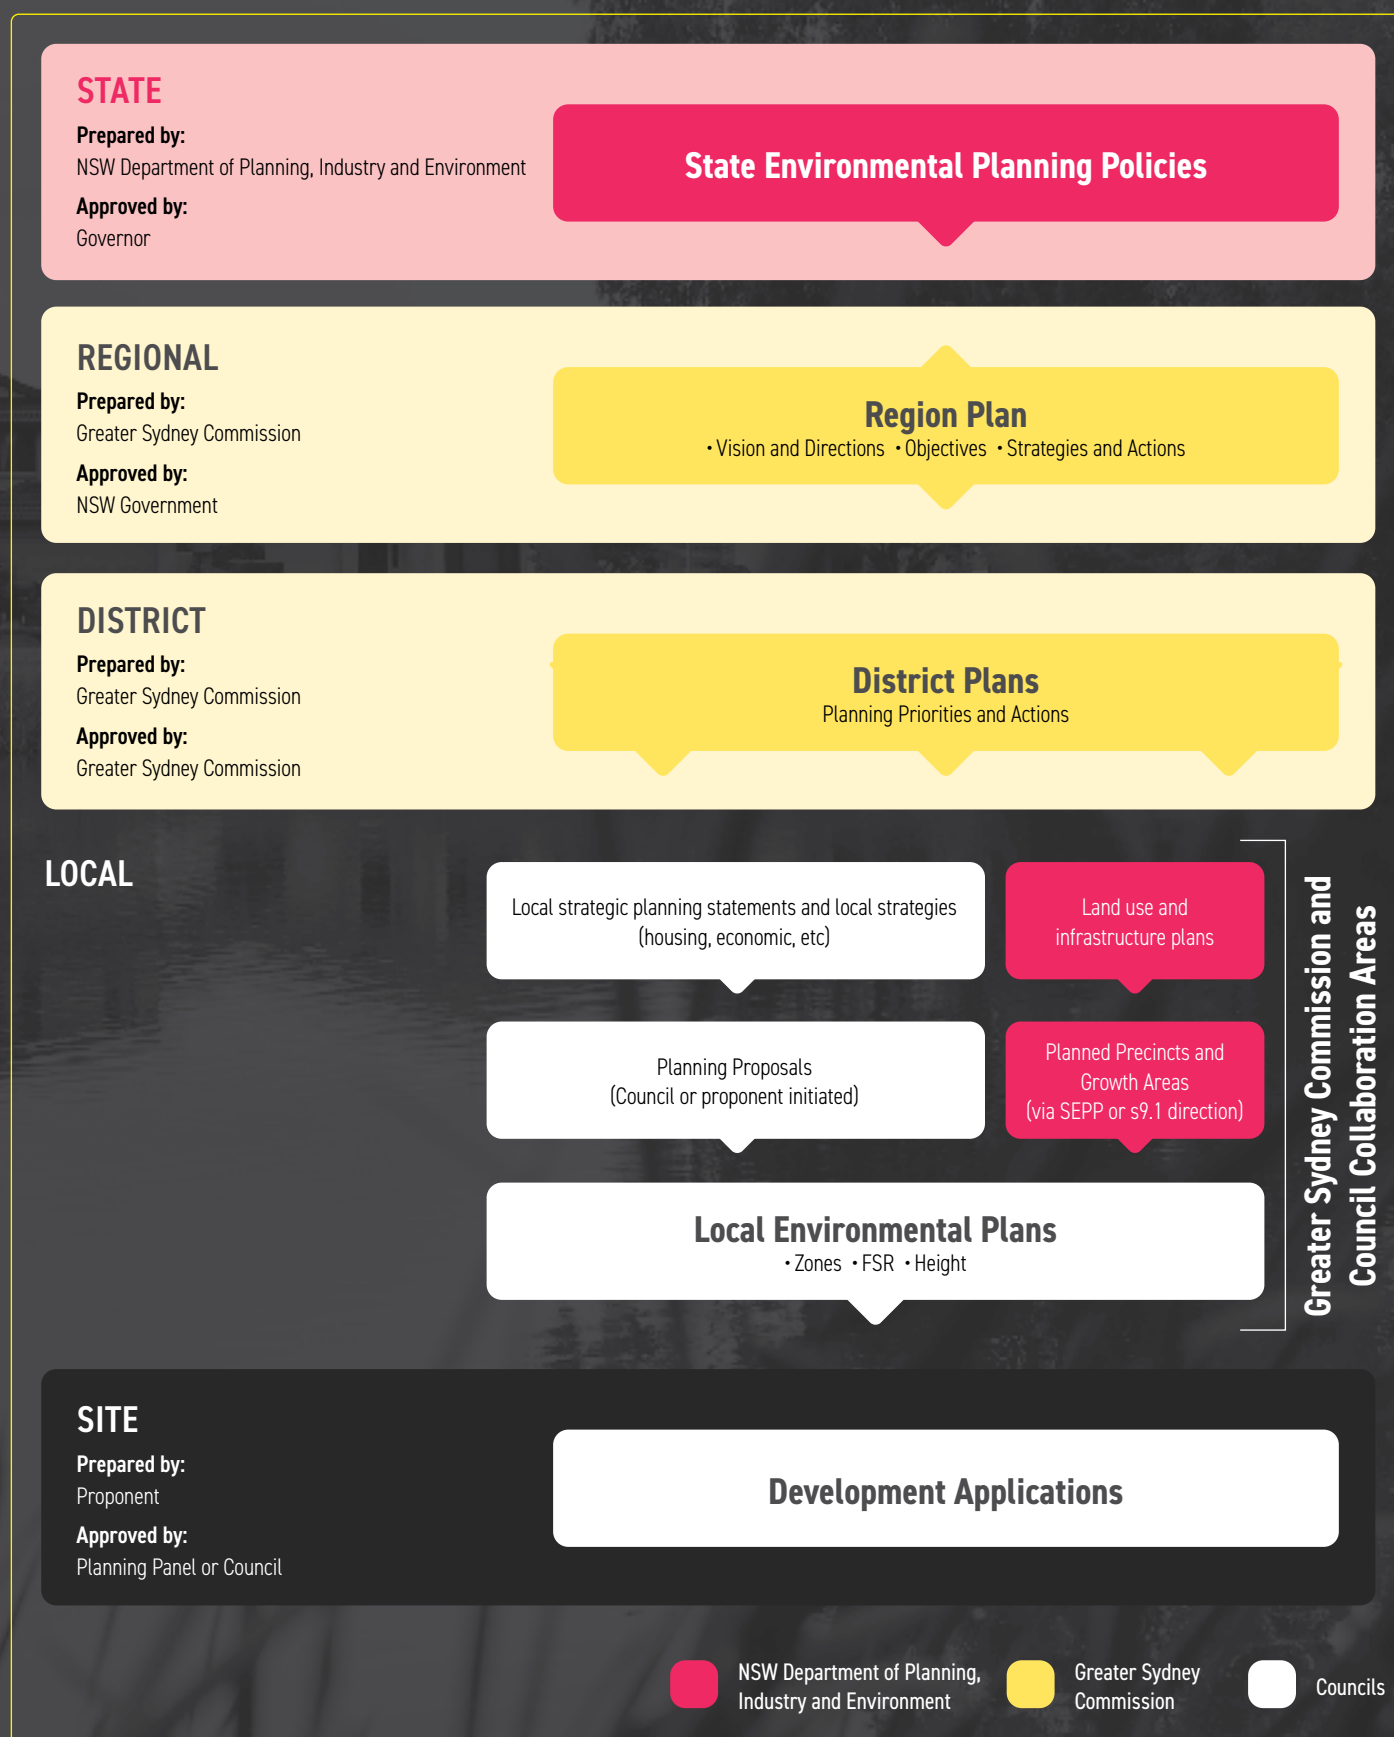 STATE
Prepared by:
NSW Department of Planning, Industry and Environment
Approved by:
Governor
State Environmental Planning Policies
REGIONAL
Prepared by:
Greater Sydney Commission
Approved by:
NSW Government
Region Plan
• Vision and Directions • Objectives • Strategies and Actions
DISTRICT
Prepared by:
Greater Sydney Commission
Approved by:
Greater Sydney Commission
District Plans
Planning Priorities and Actions
LOCAL
Local strategic planning statements and local strategies
(housing, economic, etc)
Land use and
infrastructure plans
Planning Proposals
(Council or proponent initiated)
Planned Precincts and
Growth Areas
(via SEPP or s9.1 direction)
Local Environmental Plans
• Zones • FSR • Height
Greater Sydney Commission and
Council Collaboration Areas
SITE
Prepared by:
Proponent
Approved by:
Planning Panel or Council
Development Applications
NSW Department of Planning,
Industry and Environment
Greater Sydney
Commission
Councils